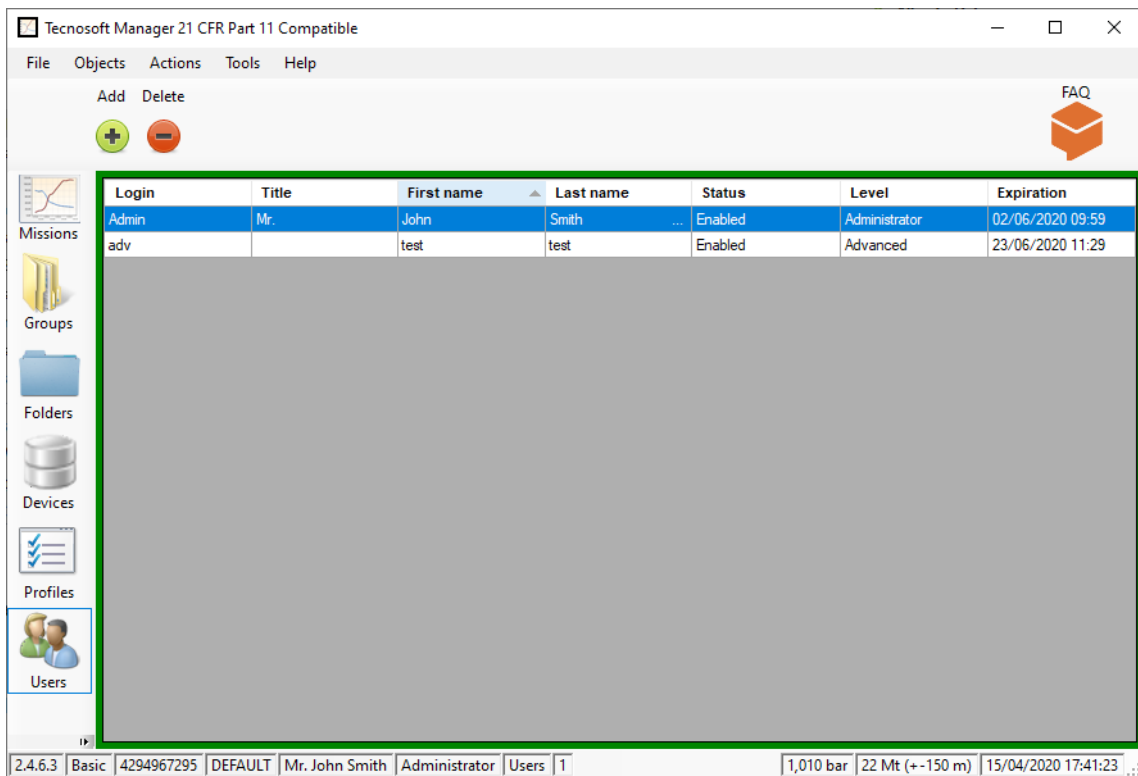 Tecnosoft Manager 21 CFR Part 11 Compatible
File Objects Actions Tools Help
Add Delete
FAQ
Login Title First name Last name Status Level Expiration
Admin Mr. John Smith ... Enabled Administrator 02/06/2020 09:59
adv test test Enabled Advanced 23/06/2020 11:29
Missions
Groups
Folders
Devices
Profiles
Users
2.4.6.3 Basic 4294967295 DEFAULT Mr. John Smith Administrator Users 1 1,010 bar 22 Mt (+-150 m) 15/04/2020 17:41:23